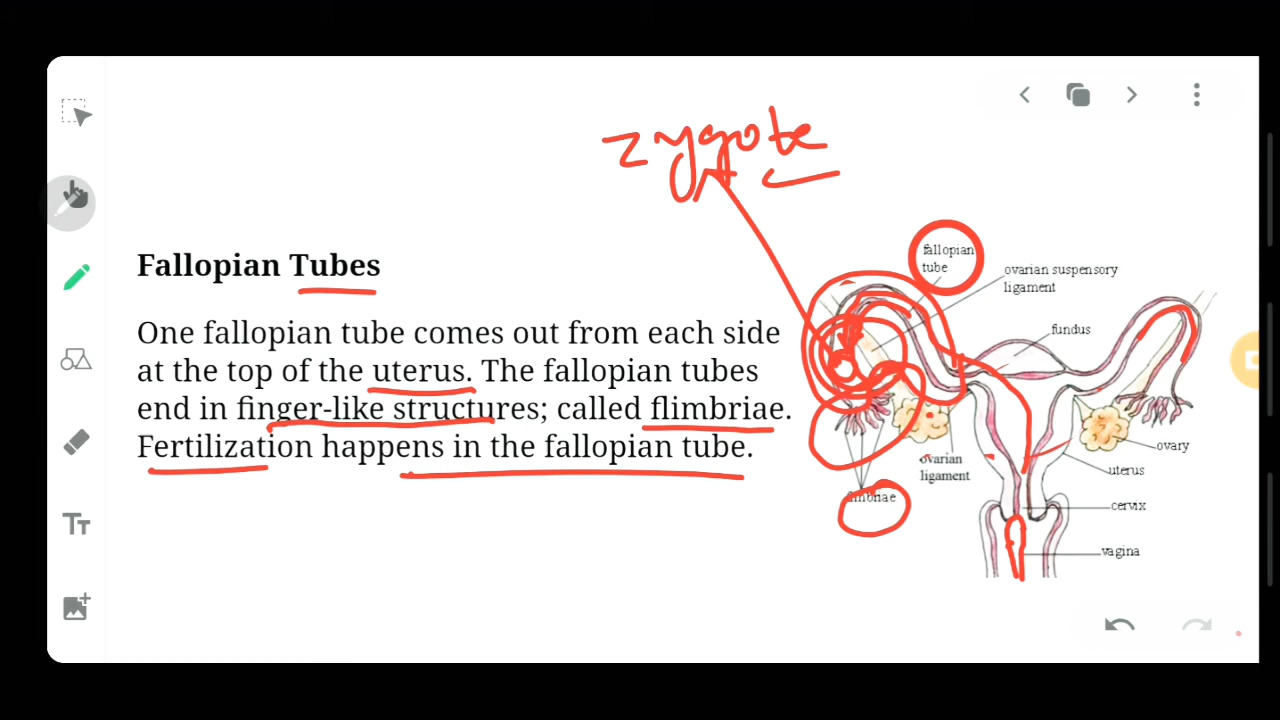 zygote
fallopian
tube
ovarian suspensory
ligament
Fallopian Tubes
fundus
One fallopian tube comes out from each side
at the top of the uterus. The fallopian tubes
end in finger-like structures; called flimbriae.
Fertilization happens in the fallopian tube.
ovary
ovarian
ligament
uterus
fimbriae
cervix
vagina
TT